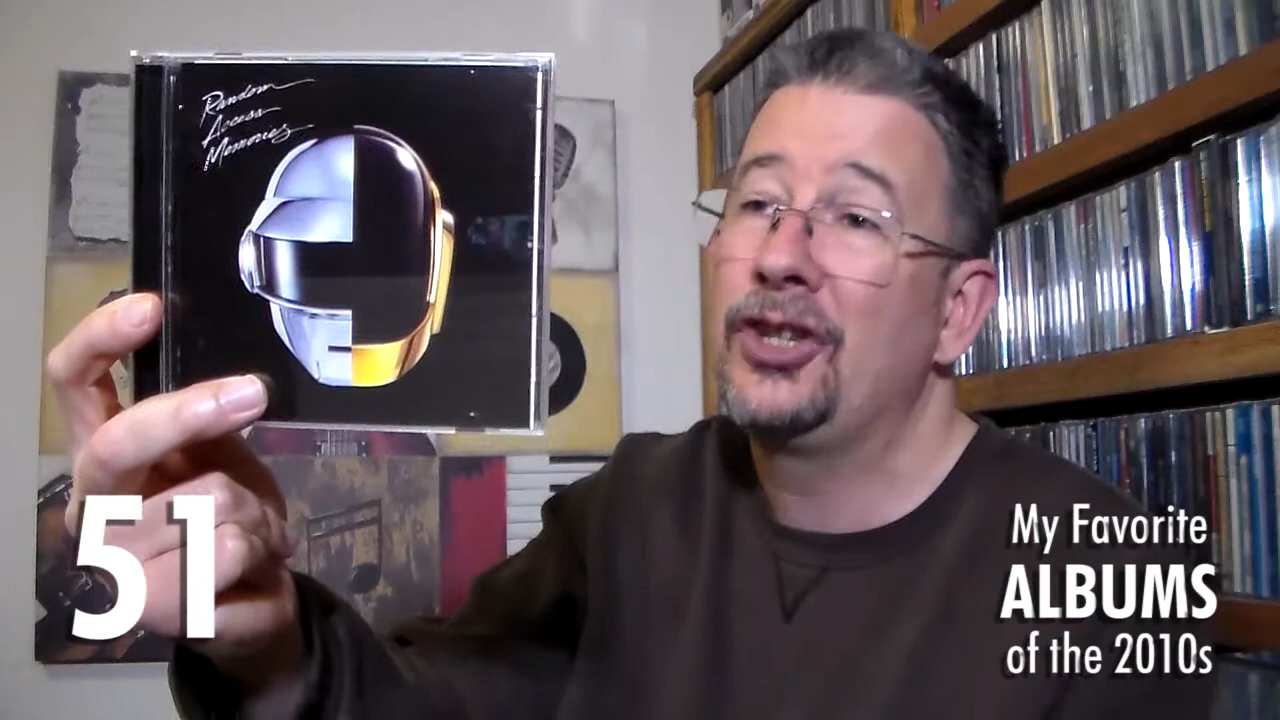 Random
Access
Memories
51
My Favorite
ALBUMS
of the 2010s